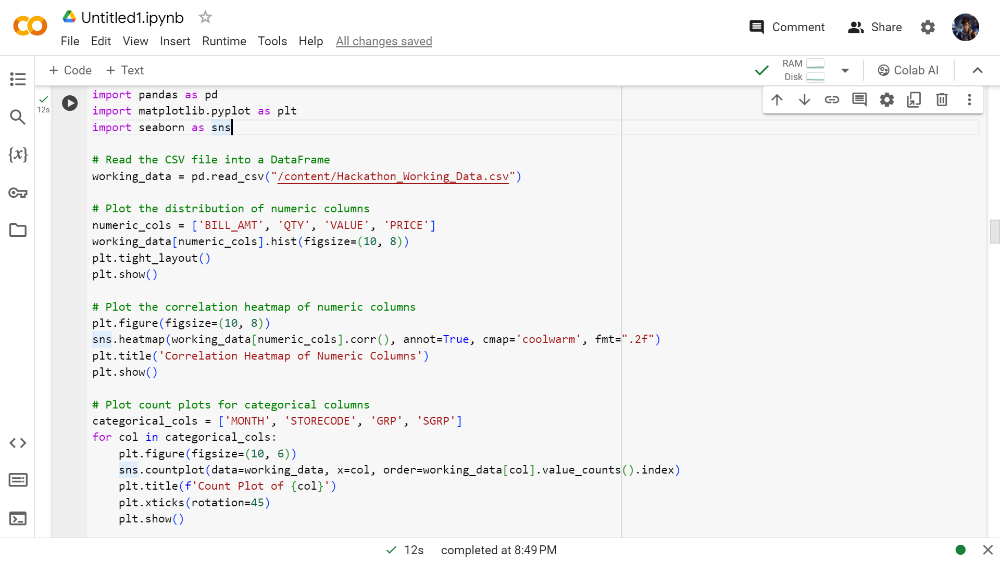 Untitled1.ipynb
File Edit View Insert Runtime Tools Help All changes saved
Comment Share
+ Code + Text
RAM
Disk
Colab AI
12s
import pandas as pd
import matplotlib.pyplot as plt
import seaborn as sns
# Read the CSV file into a DataFrame
working_data = pd.read_csv("/content/Hackathon_Working_Data.csv")
# Plot the distribution of numeric columns
numeric_cols = ['BILL_AMT', 'QTY', 'VALUE', 'PRICE']
working_data[numeric_cols].hist(figsize=(10, 8))
plt.tight_layout()
plt.show()
# Plot the correlation heatmap of numeric columns
plt.figure(figsize=(10, 8))
sns.heatmap(working_data[numeric_cols].corr(), annot=True, cmap='coolwarm', fmt=".2f")
plt.title('Correlation Heatmap of Numeric Columns')
plt.show()
# Plot count plots for categorical columns
categorical_cols = ['MONTH', 'STORECODE', 'GRP', 'SGRP']
for col in categorical_cols:
    plt.figure(figsize=(10, 6))
    sns.countplot(data=working_data, x=col, order=working_data[col].value_counts().index)
    plt.title(f'Count Plot of {col}')
    plt.xticks(rotation=45)
    plt.show()
{x}
12s completed at 8:49 PM